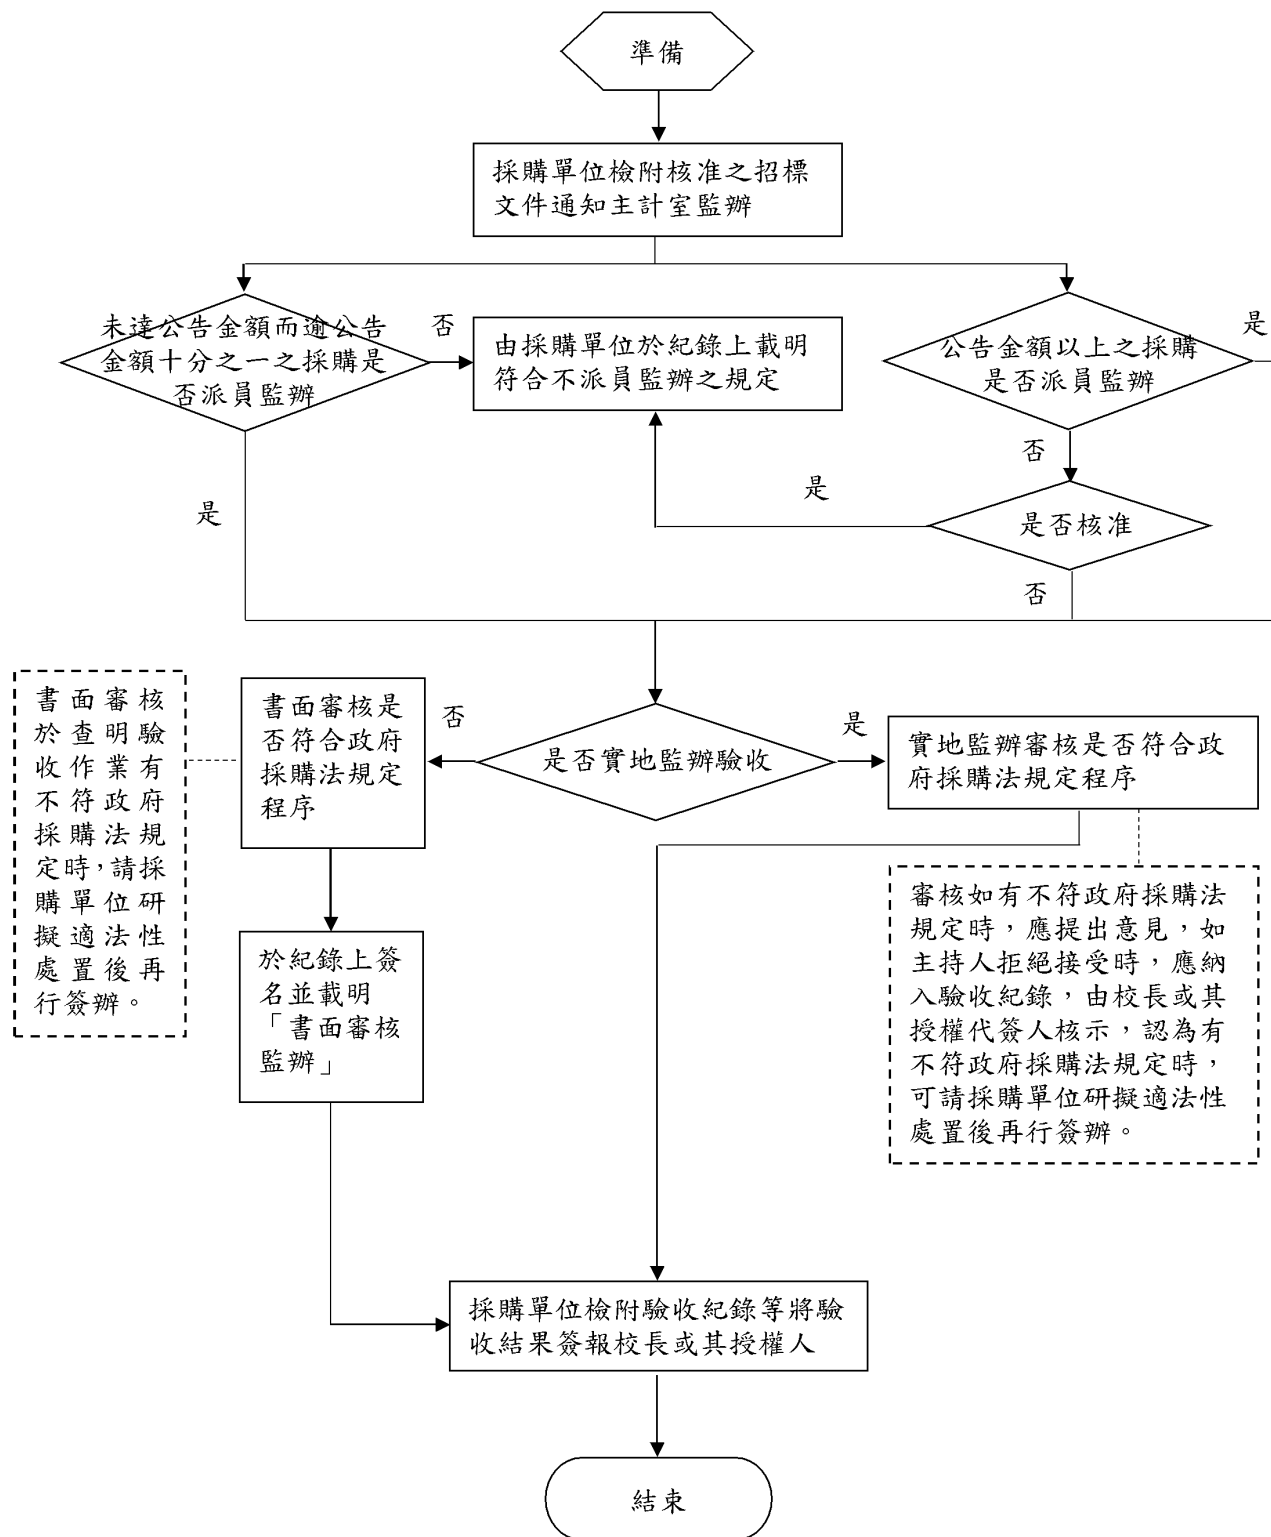 準備
採購單位檢附核准之招標
文件通知主計室監辦
未達公告金額而逾公告
金額十分之一之採購是
否派員監辦
否
由採購單位於紀錄上載明
符合不派員監辦之規定
公告金額以上之採購
是否派員監辦
是
否
是
是
是否核准
否
書面審核
於查明驗
收作業有
不符政府
採購法規
定時，請採
購單位研
擬適法性
處置後再
行簽辦。
書面審核是
否符合政府
採購法規定
程序
否
是否實地監辦驗收
是
實地監辦審核是否符合政
府採購法規定程序
於紀錄上簽
名並載明
「書面審核
監辦」
審核如有不符政府採購法
規定時，應提出意見，如
主持人拒絕接受時，應納
入驗收紀錄，由校長或其
授權代簽人核示，認為有
不符政府採購法規定時，
可請採購單位研擬適法性
處置後再行簽辦。
採購單位檢附驗收紀錄等將驗
收結果簽報校長或其授權人
結束